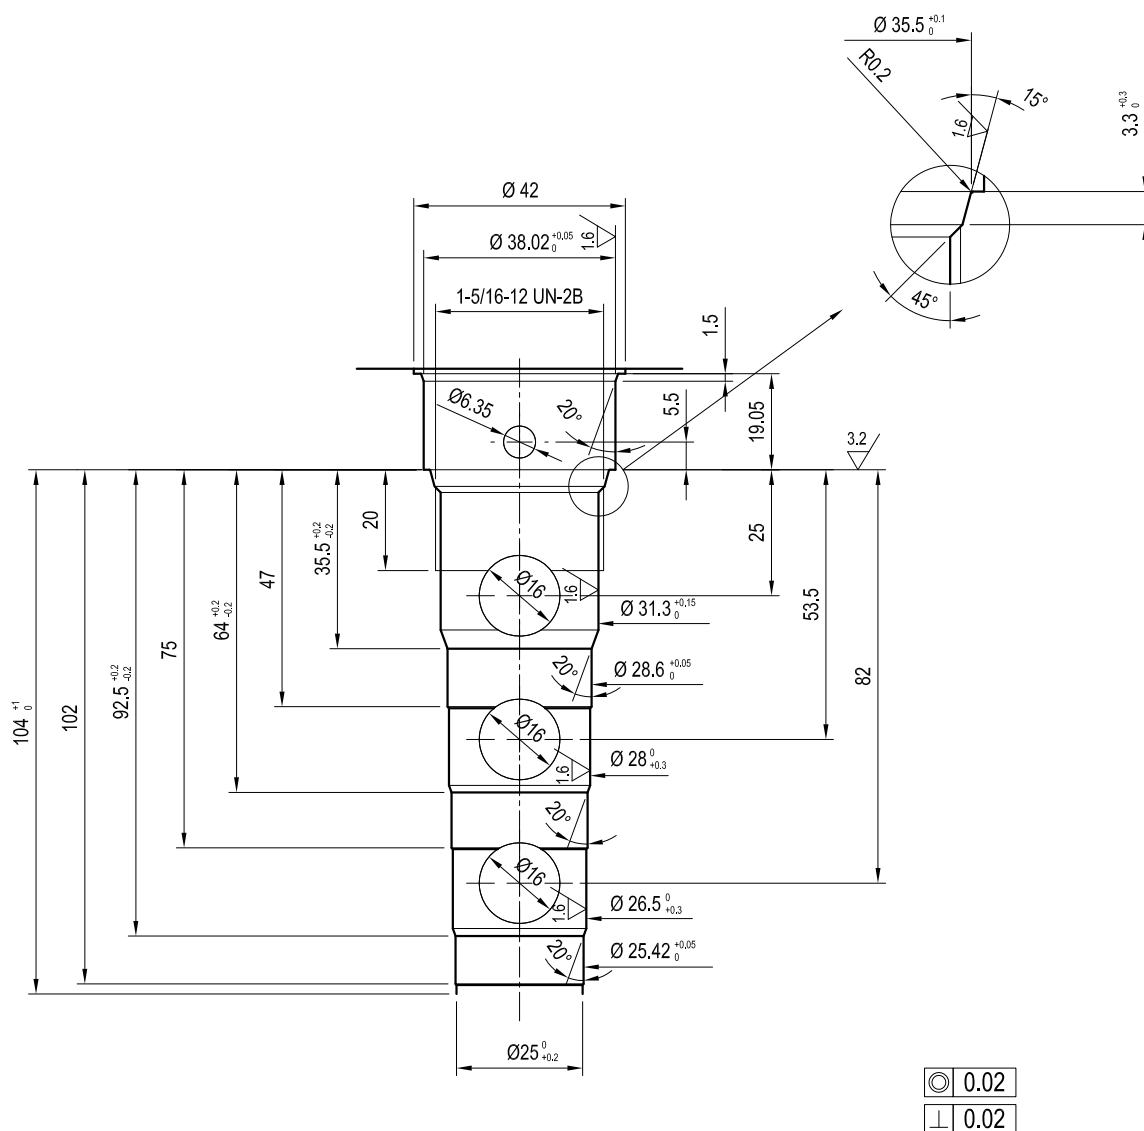 Ø 35.5 +0.1 0
R0.2
15°
1.6
3.3 +0.3 0
45°
Ø 42
Ø 38.02 +0.05 0
1.6
1-5/16-12 UN-2B
1.5
Ø6.35
20°
5.5
19.05
3.2
20
35.5 +0.2 -0.2
47
64 +0.2 -0.2
75
92.5 +0.2 -0.2
102
104 +1 0
25
53.5
82
Ø16
1.6
Ø 31.3 +0.15 0
20°
Ø 28.6 +0.05 0
Ø16
1.6
Ø 28 0 +0.3
20°
Ø16
1.6
Ø 26.5 0 +0.3
20°
Ø 25.42 +0.05 0
Ø25 0 +0.2
0.02
0.02